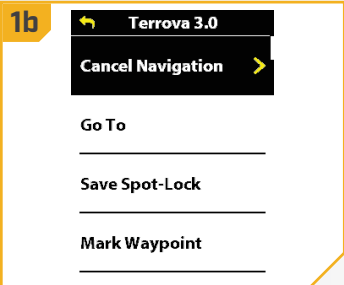 1b
Terrova 3.0
Cancel Navigation
Go To
Save Spot-Lock
Mark Waypoint